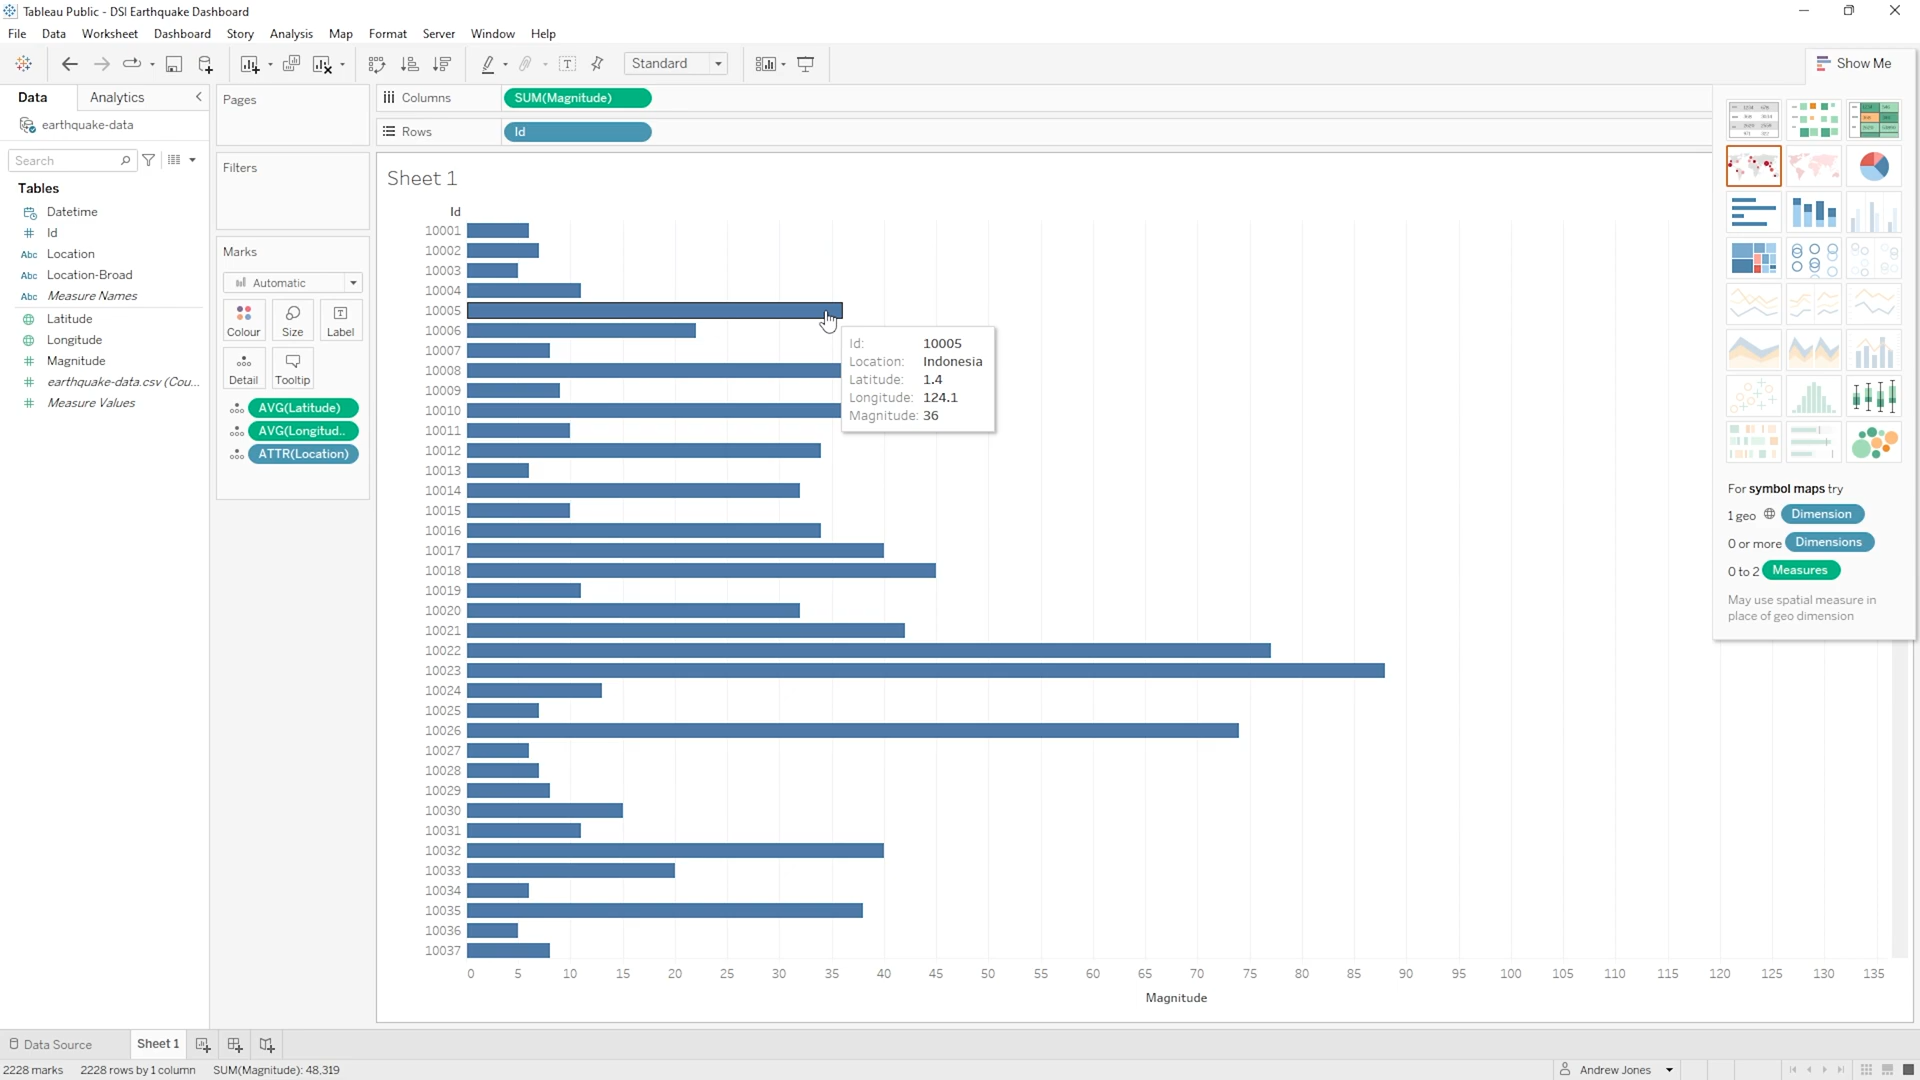 Tableau Public - DSI Earthquake Dashboard
File Data Worksheet Dashboard Story Analysis Map Format Server Window Help
Standard
Show Me
Data Analytics
earthquake-data
Search
Tables
Datetime
Id
Abc Location
Abc Location-Broad
Abc Measure Names
Latitude
Longitude
Magnitude
earthquake-data.csv (Cou...
Measure Values
Pages
Filters
Marks
Automatic
Colour Size Label
Detail Tooltip
AVG(Latitude)
AVG(Longitud..
ATTR(Location)
Columns SUM(Magnitude)
Rows Id
Sheet 1
Id
10001
10002
10003
10004
10005
10006
10007
10008
10009
10010
10011
10012
10013
10014
10015
10016
10017
10018
10019
10020
10021
10022
10023
10024
10025
10026
10027
10028
10029
10030
10031
10032
10033
10034
10035
10036
10037
Id: 10005
Location: Indonesia
Latitude: 1.4
Longitude: 124.1
Magnitude: 36
0 5 10 15 20 25 30 35 40 45 50 55 60 65 70 75 80 85 90 95 100 105 110 115 120 125 130 135
Magnitude
For symbol maps try
1 geo Dimension
0 or more Dimensions
0 to 2 Measures
May use spatial measure in
place of geo dimension
Data Source Sheet 1
2228 marks 2228 rows by 1 column SUM(Magnitude): 48,319
Andrew Jones